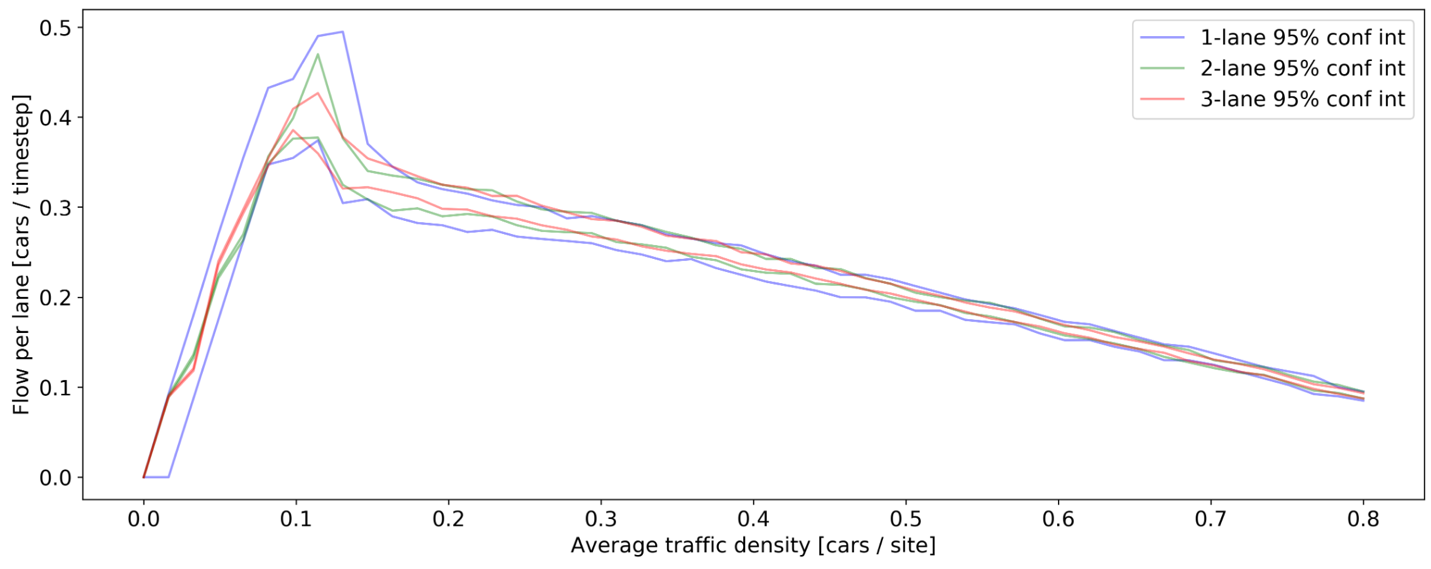 Flow per lane [cars / timestep]
0.5
0.4
0.3
0.2
0.1
0.0
1-lane 95% conf int
2-lane 95% conf int
3-lane 95% conf int
0.0 0.1 0.2 0.3 0.4 0.5 0.6 0.7 0.8
Average traffic density [cars / site]